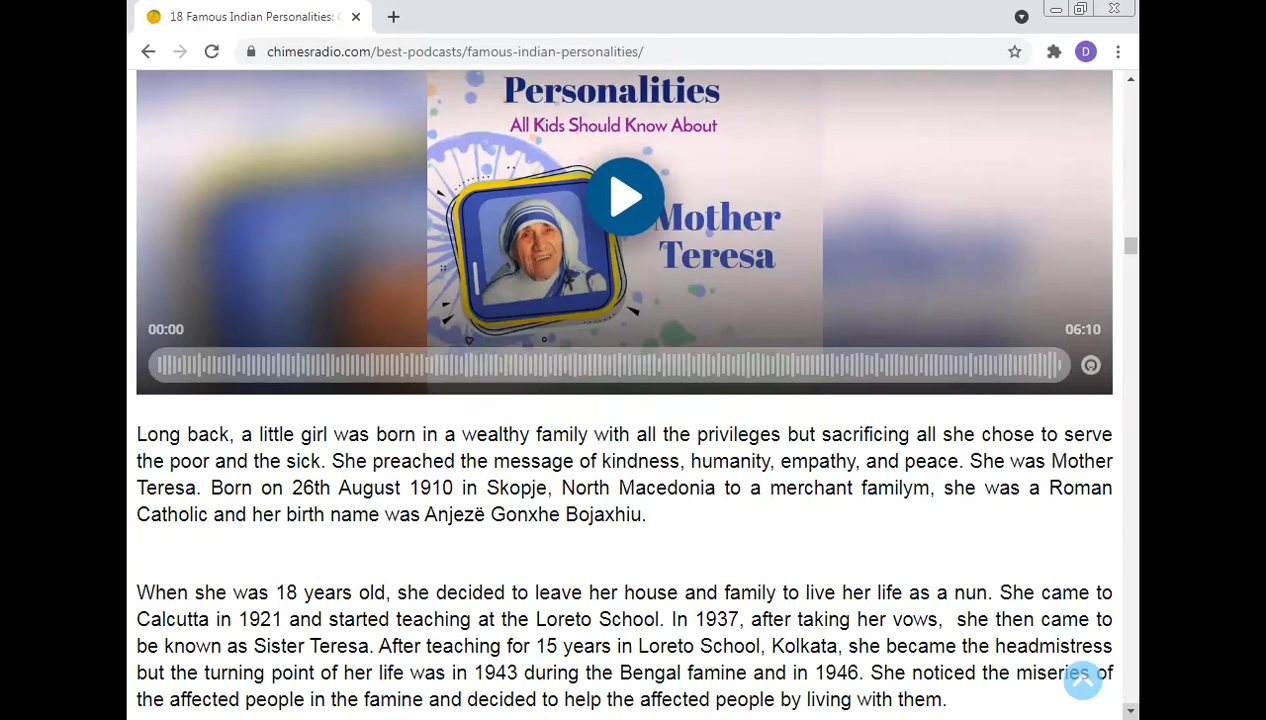 18 Famous Indian Personalities:
D
chimesradio.com/best-podcasts/famous-indian-personalities/
Personalities
All Kids Should Know About
Mother
Teresa
00:00
06:10
Long back, a little girl was born in a wealthy family with all the privileges but sacrificing all she chose to serve
the poor and the sick. She preached the message of kindness, humanity, empathy, and peace. She was Mother
Teresa. Born on 26th August 1910 in Skopje, North Macedonia to a merchant familym, she was a Roman
Catholic and her birth name was Anjezë Gonxhe Bojaxhiu.
When she was 18 years old, she decided to leave her house and family to live her life as a nun. She came to
Calcutta in 1921 and started teaching at the Loreto School. In 1937, after taking her vows, she then came to
be known as Sister Teresa. After teaching for 15 years in Loreto School, Kolkata, she became the headmistress
but the turning point of her life was in 1943 during the Bengal famine and in 1946. She noticed the miseries of
the affected people in the famine and decided to help the affected people by living with them.